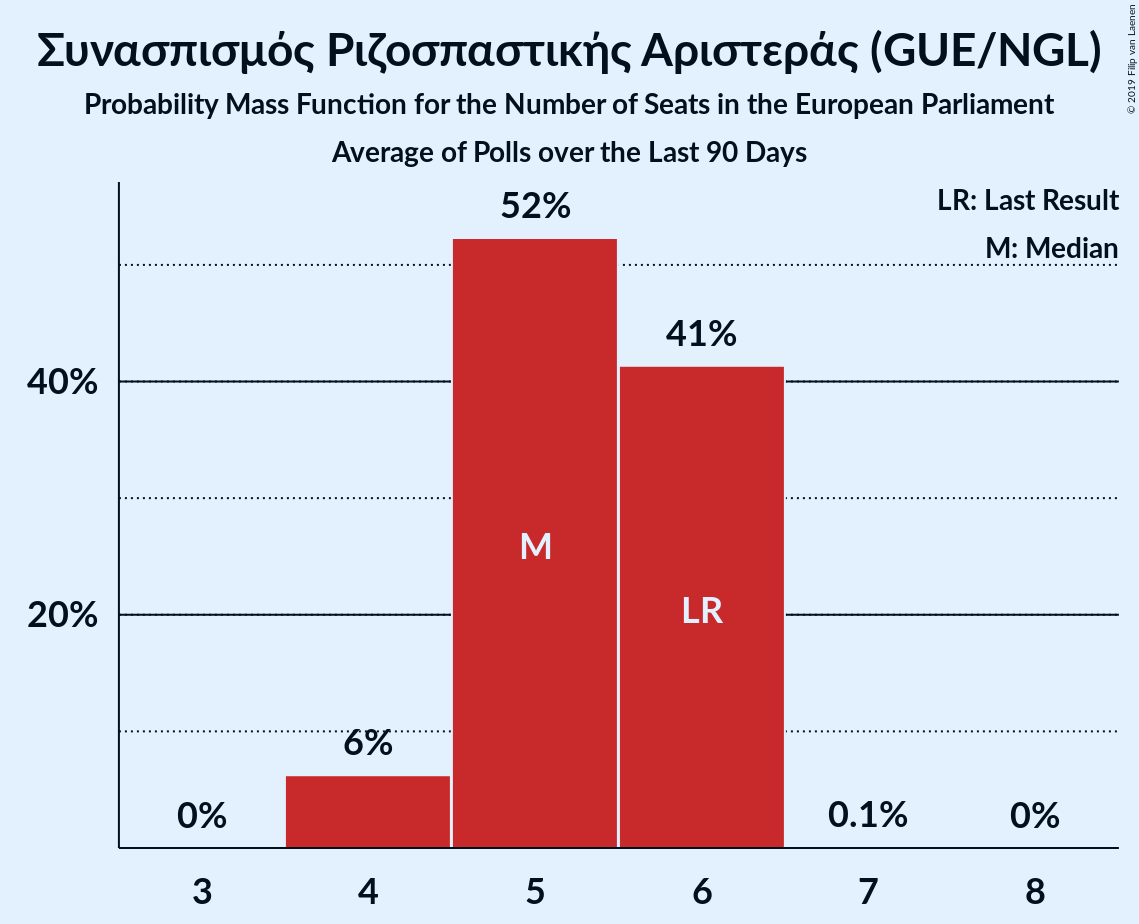 Συνασπισμός Ριζοσπαστικής Αριστεράς (GUE/NGL)
Probability Mass Function for the Number of Seats in the European Parliament
Average of Polls over the Last 90 Days
© 2019 Filip van Laenen
LR: Last Result
M: Median
52%
41%
40%
M
LR
20%
6%
0%
0.1%
0%
3 4 5 6 7 8